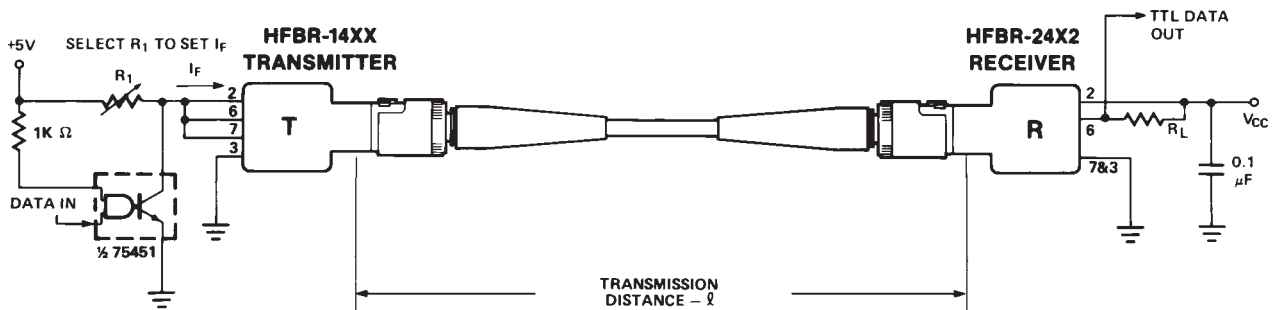 +5V
SELECT R1 TO SET IF
R1
IF
1K Ω
DATA IN
½ 75451
HFBR-14XX
TRANSMITTER
2
6
7
3
T
TRANSMISSION
DISTANCE – ℓ
HFBR-24X2
RECEIVER
R
2
6
7&3
TTL DATA
OUT
RL
VCC
0.1
μF